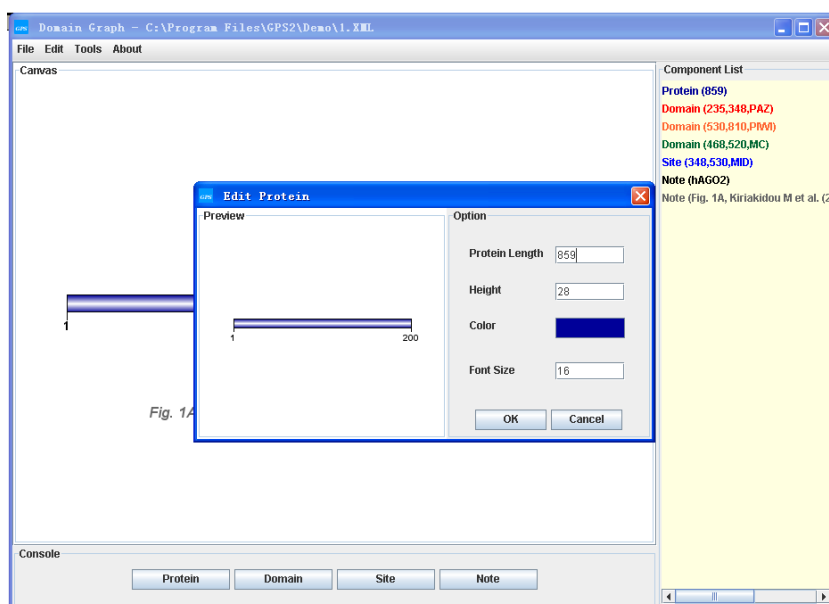 GPS Domain Graph - C:\Program Files\GPS2\Demo\1.XML
File Edit Tools About
Canvas
1
Fig. 1A
GPS Edit Protein
Preview
1 200
Option
Protein Length 859
Height 28
Color
Font Size 16
OK Cancel
Component List
Protein (859)
Domain (235,348,PAZ)
Domain (530,810,PIWI)
Domain (468,520,MC)
Site (348,530,MID)
Note (hAGO2)
Note (Fig. 1A, Kiriakidou M et al. (2
Console
Protein Domain Site Note